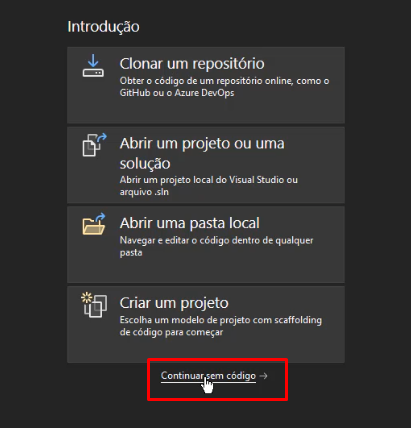 Introdução
Clonar um repositório
Obter o código de um repositório online, como o
GitHub ou o Azure DevOps
Abrir um projeto ou uma
solução
Abrir um projeto local do Visual Studio ou
arquivo .sln
Abrir uma pasta local
Navegar e editar o código dentro de qualquer
pasta
Criar um projeto
Escolha um modelo de projeto com scaffolding
de código para começar
Continuar sem código →